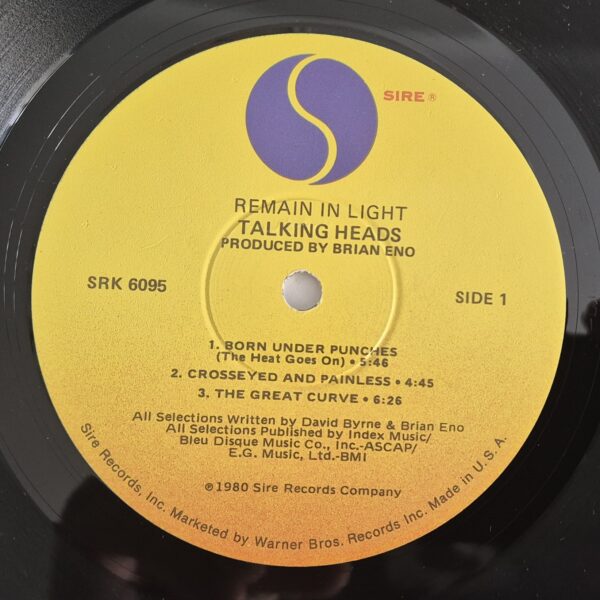 SIRE ®
REMAIN IN LIGHT
TALKING HEADS
PRODUCED BY BRIAN ENO
SRK 6095
SIDE 1
1. BORN UNDER PUNCHES
(The Heat Goes On) • 5:46
2. CROSSEYED AND PAINLESS • 4:45
3. THE GREAT CURVE • 6:26
All Selections Written by David Byrne & Brian Eno
All Selections Published by Index Music/
Bleu Disque Music Co., Inc.-ASCAP/
E.G. Music, Ltd.-BMI
℗1980 Sire Records Company
Sire Records, Inc. Marketed by Warner Bros. Records Inc. Made in U.S.A.